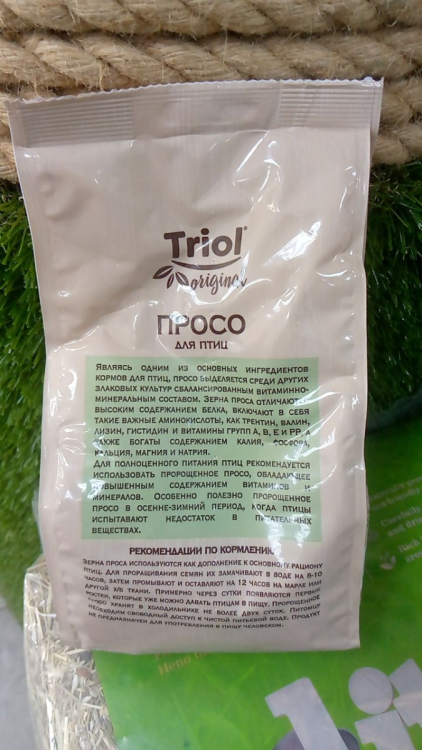 Triol
original
ПРОСО
ДЛЯ ПТИЦ
ЯВЛЯЯСЬ ОДНИМ ИЗ ОСНОВНЫХ ИНГРЕДИЕНТОВ
КОРМОВ ДЛЯ ПТИЦ, ПРОСО ВЫДЕЛЯЕТСЯ СРЕДИ ДРУГИХ
ЗЛАКОВЫХ КУЛЬТУР СБАЛАНСИРОВАННЫМ ВИТАМИННО-
МИНЕРАЛЬНЫМ СОСТАВОМ. ЗЕРНА ПРОСА ОТЛИЧАЮТСЯ
ВЫСОКИМ СОДЕРЖАНИЕМ БЕЛКА, ВКЛЮЧАЮТ В СЕБЯ
ТАКИЕ ВАЖНЫЕ АМИНОКИСЛОТЫ, КАК ТРЕНТИН, ВАЛИН,
ЛИЗИН, ГИСТИДИН И ВИТАМИНЫ ГРУПП А, В, Е И РР, А
ТАКЖЕ БОГАТЫ СОДЕРЖАНИЕМ КАЛИЯ, ФОСФОРА,
КАЛЬЦИЯ, МАГНИЯ И НАТРИЯ.
ДЛЯ ПОЛНОЦЕННОГО ПИТАНИЯ ПТИЦ РЕКОМЕНДУЕТСЯ
ИСПОЛЬЗОВАТЬ ПРОРОЩЕННОЕ ПРОСО, ОБЛАДАЮЩЕЕ
ПОВЫШЕННЫМ СОДЕРЖАНИЕМ ВИТАМИНОВ И
МИНЕРАЛОВ. ОСОБЕННО ПОЛЕЗНО ПРОРОЩЕННОЕ
ПРОСО В ОСЕННЕ-ЗИМНИЙ ПЕРИОД, КОГДА ПТИЦЫ
ИСПЫТЫВАЮТ НЕДОСТАТОК В ПИТАТЕЛЬНЫХ
ВЕЩЕСТВАХ.
РЕКОМЕНДАЦИИ ПО КОРМЛЕНИЮ
ЗЕРНА ПРОСА ИСПОЛЬЗУЮТСЯ КАК ДОПОЛНЕНИЕ К ОСНОВНОМУ РАЦИОНУ
ПТИЦ. ДЛЯ ПРОРАЩИВАНИЯ СЕМЯН ИХ ЗАМАЧИВАЮТ В ВОДЕ НА 8-10
ЧАСОВ, ЗАТЕМ ПРОМЫВАЮТ И ОСТАВЛЯЮТ НА 12 ЧАСОВ НА МАРЛЕ ИЛИ
ДРУГОЙ Х/Б ТКАНИ. ПРИМЕРНО ЧЕРЕЗ СУТКИ ПОЯВЛЯЮТСЯ ПЕРВЫЕ
РОСТКИ, КОТОРЫЕ УЖЕ МОЖНО ДАВАТЬ ПТИЦАМ В ПИЩУ. ПРОРОЩЕННОЕ
ПРОСО ХРАНЯТ В ХОЛОДИЛЬНИКЕ НЕ БОЛЕЕ ДВУХ СУТОК. ПИТОМЦУ
НЕОБХОДИМ СВОБОДНЫЙ ДОСТУП К ЧИСТОЙ ПИТЬЕВОЙ ВОДЕ. ПРОДУКТ
НЕ ПРЕДНАЗНАЧЕН ДЛЯ УПОТРЕБЛЕНИЯ В ПИЩУ ЧЕЛОВЕКОМ.